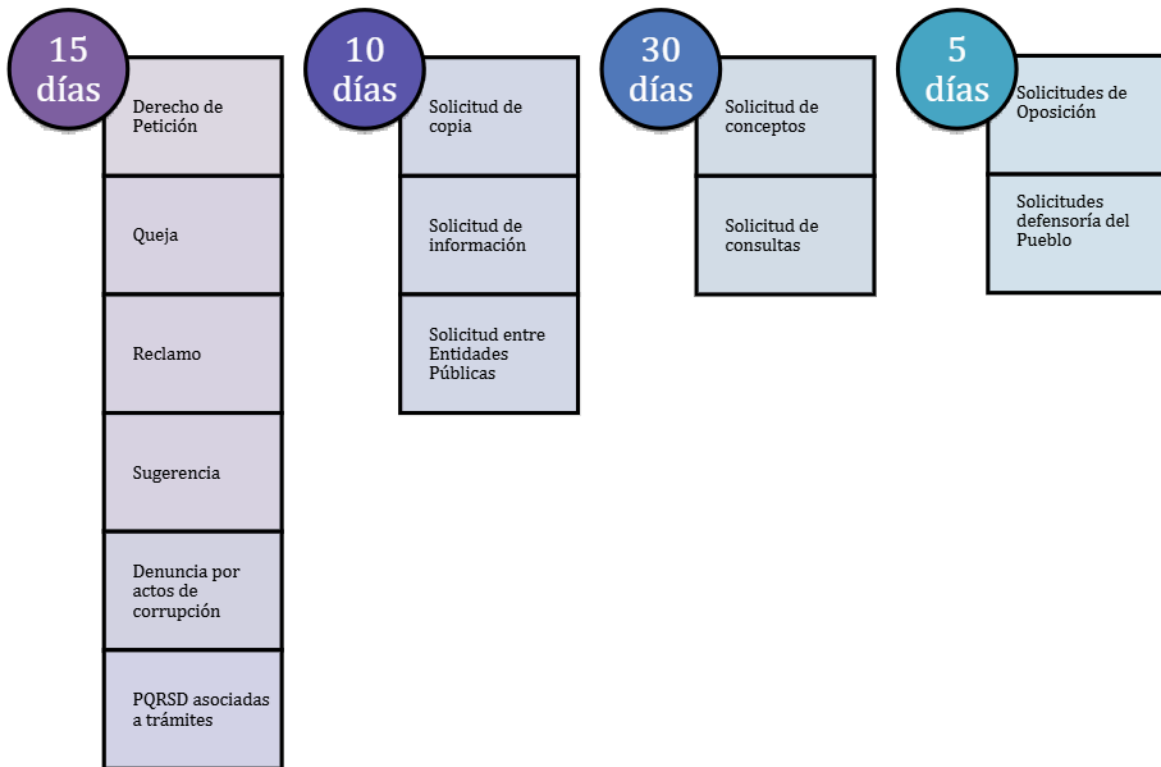 15
días
Derecho de
Petición
Queja
Reclamo
Sugerencia
Denuncia por
actos de
corrupción
PQRSD asociadas
a trámites
10
días
Solicitud de
copia
Solicitud de
información
Solicitud entre
Entidades
Públicas
30
días
Solicitud de
conceptos
Solicitud de
consultas
5
días
Solicitudes de
Oposición
Solicitudes
defensoría del
Pueblo